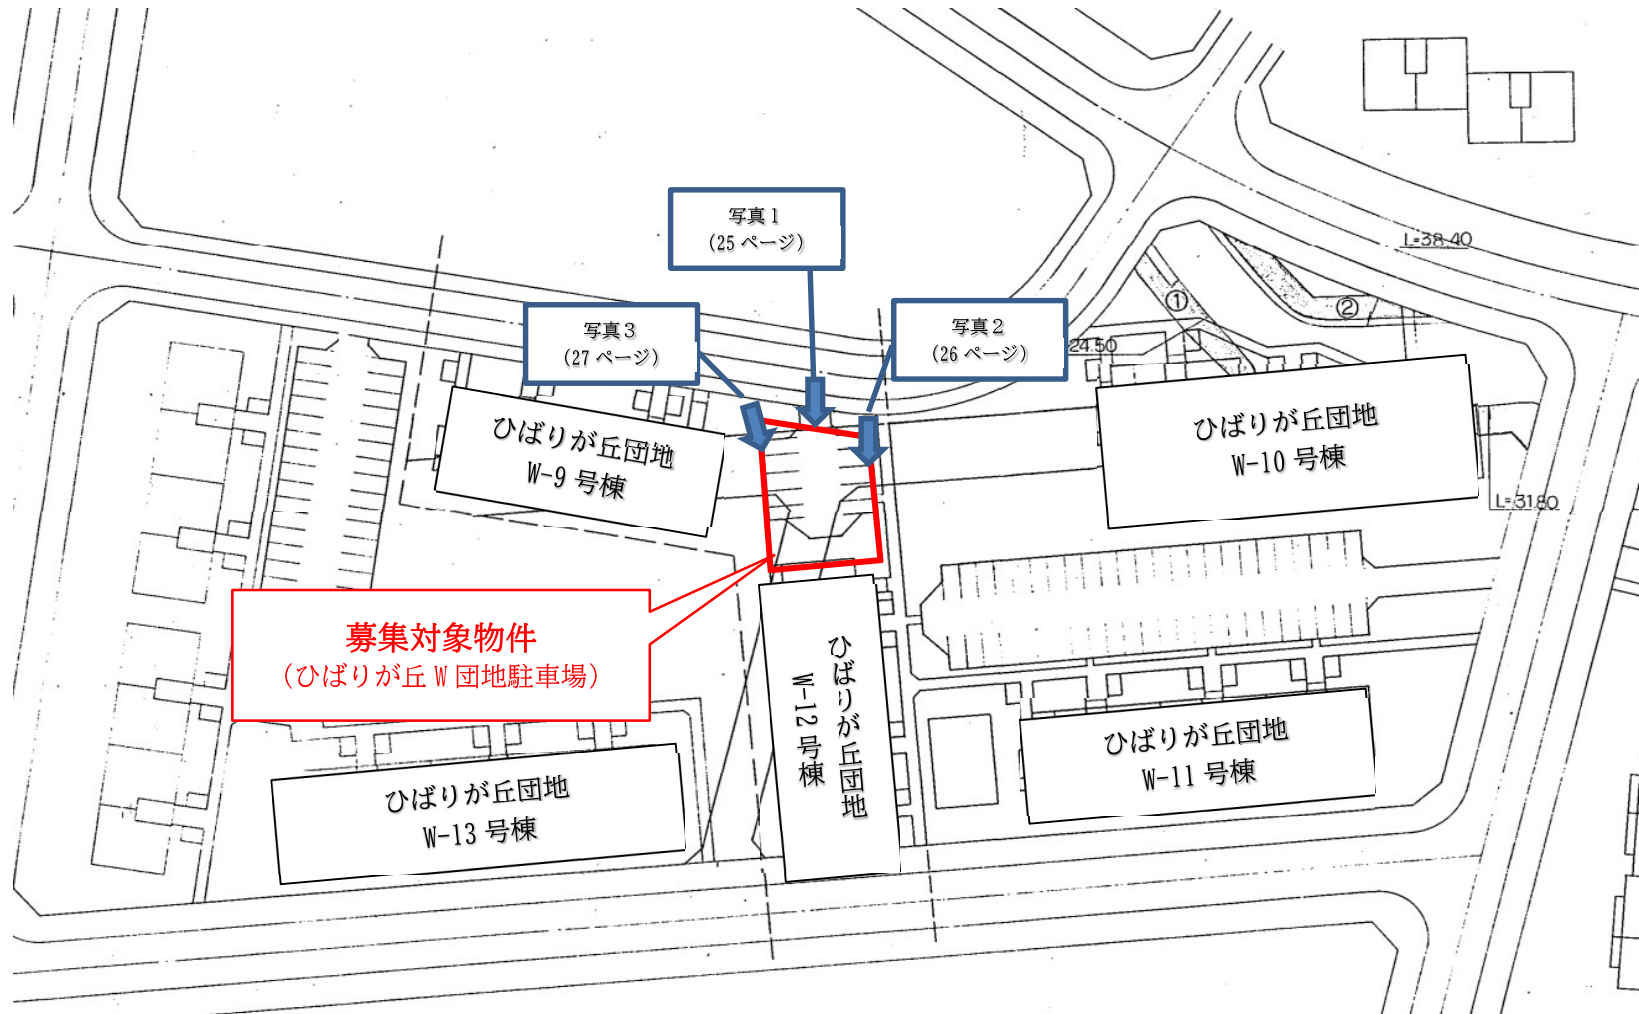 写真1
(25 ページ)
L=38.40
①
②
写真3
(27 ページ)
写真2
(26 ページ)
24.50
ひばりが丘団地
W-9 号棟
ひばりが丘団地
W-10 号棟
L=31.80
募集対象物件
(ひばりが丘 W 団地駐車場)
ひばりが丘団地
W-12 号棟
ひばりが丘団地
W-11 号棟
ひばりが丘団地
W-13 号棟